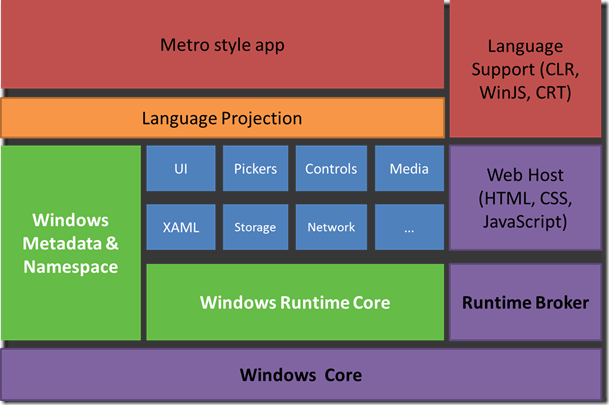 Metro style app
Language
Support (CLR,
WinJS, CRT)
Language Projection
UI
Pickers
Controls
Media
Web Host
(HTML, CSS,
JavaScript)
Windows
Metadata &
Namespace
XAML
Storage
Network
...
Windows Runtime Core
Runtime Broker
Windows Core